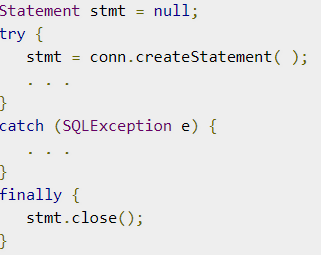 Statement stmt = null;
try {
   stmt = conn.createStatement( );
   . . .
}
catch (SQLException e) {
   . . .
}
finally {
   stmt.close();
}